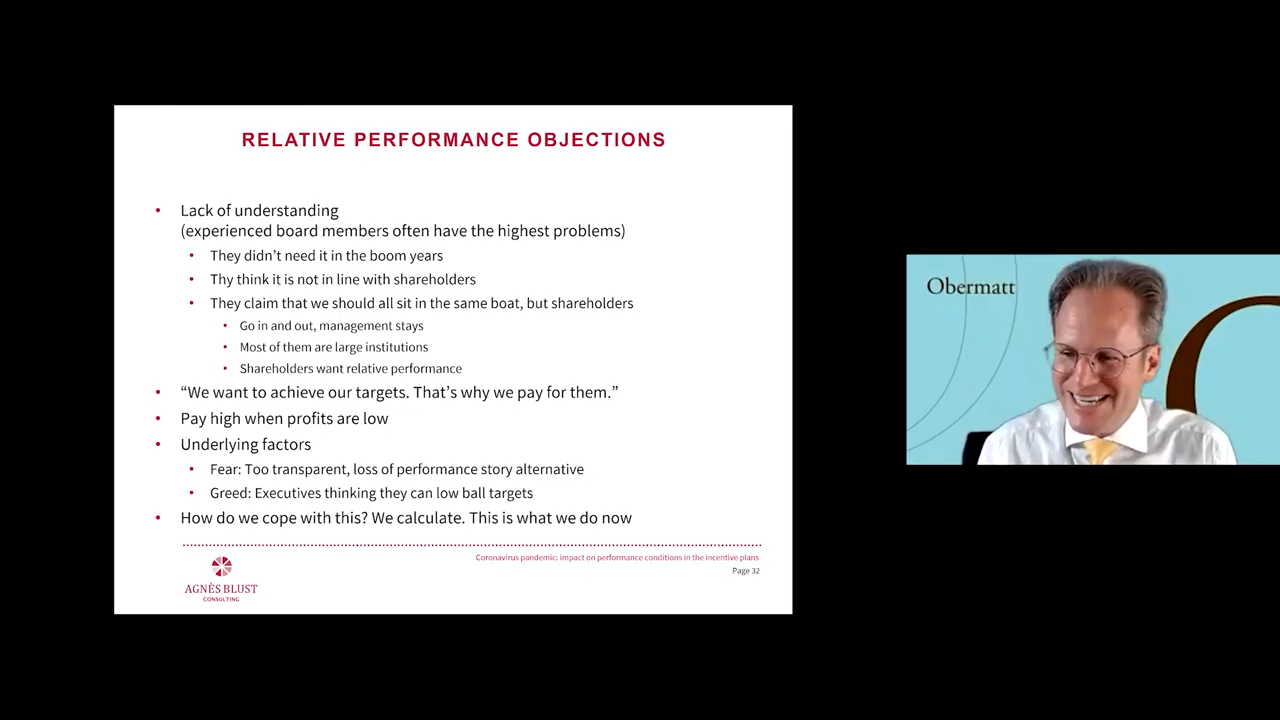 RELATIVE PERFORMANCE OBJECTIONS
• Lack of understanding
(experienced board members often have the highest problems)
• They didn’t need it in the boom years
• Thy think it is not in line with shareholders
• They claim that we should all sit in the same boat, but shareholders
• Go in and out, management stays
• Most of them are large institutions
• Shareholders want relative performance
• “We want to achieve our targets. That’s why we pay for them.”
• Pay high when profits are low
• Underlying factors
• Fear: Too transparent, loss of performance story alternative
• Greed: Executives thinking they can low ball targets
• How do we cope with this? We calculate. This is what we do now
Coronavirus pandemic: impact on performance conditions in the incentive plans
Page 32
AGNÈS BLUST
CONSULTING
Obermatt